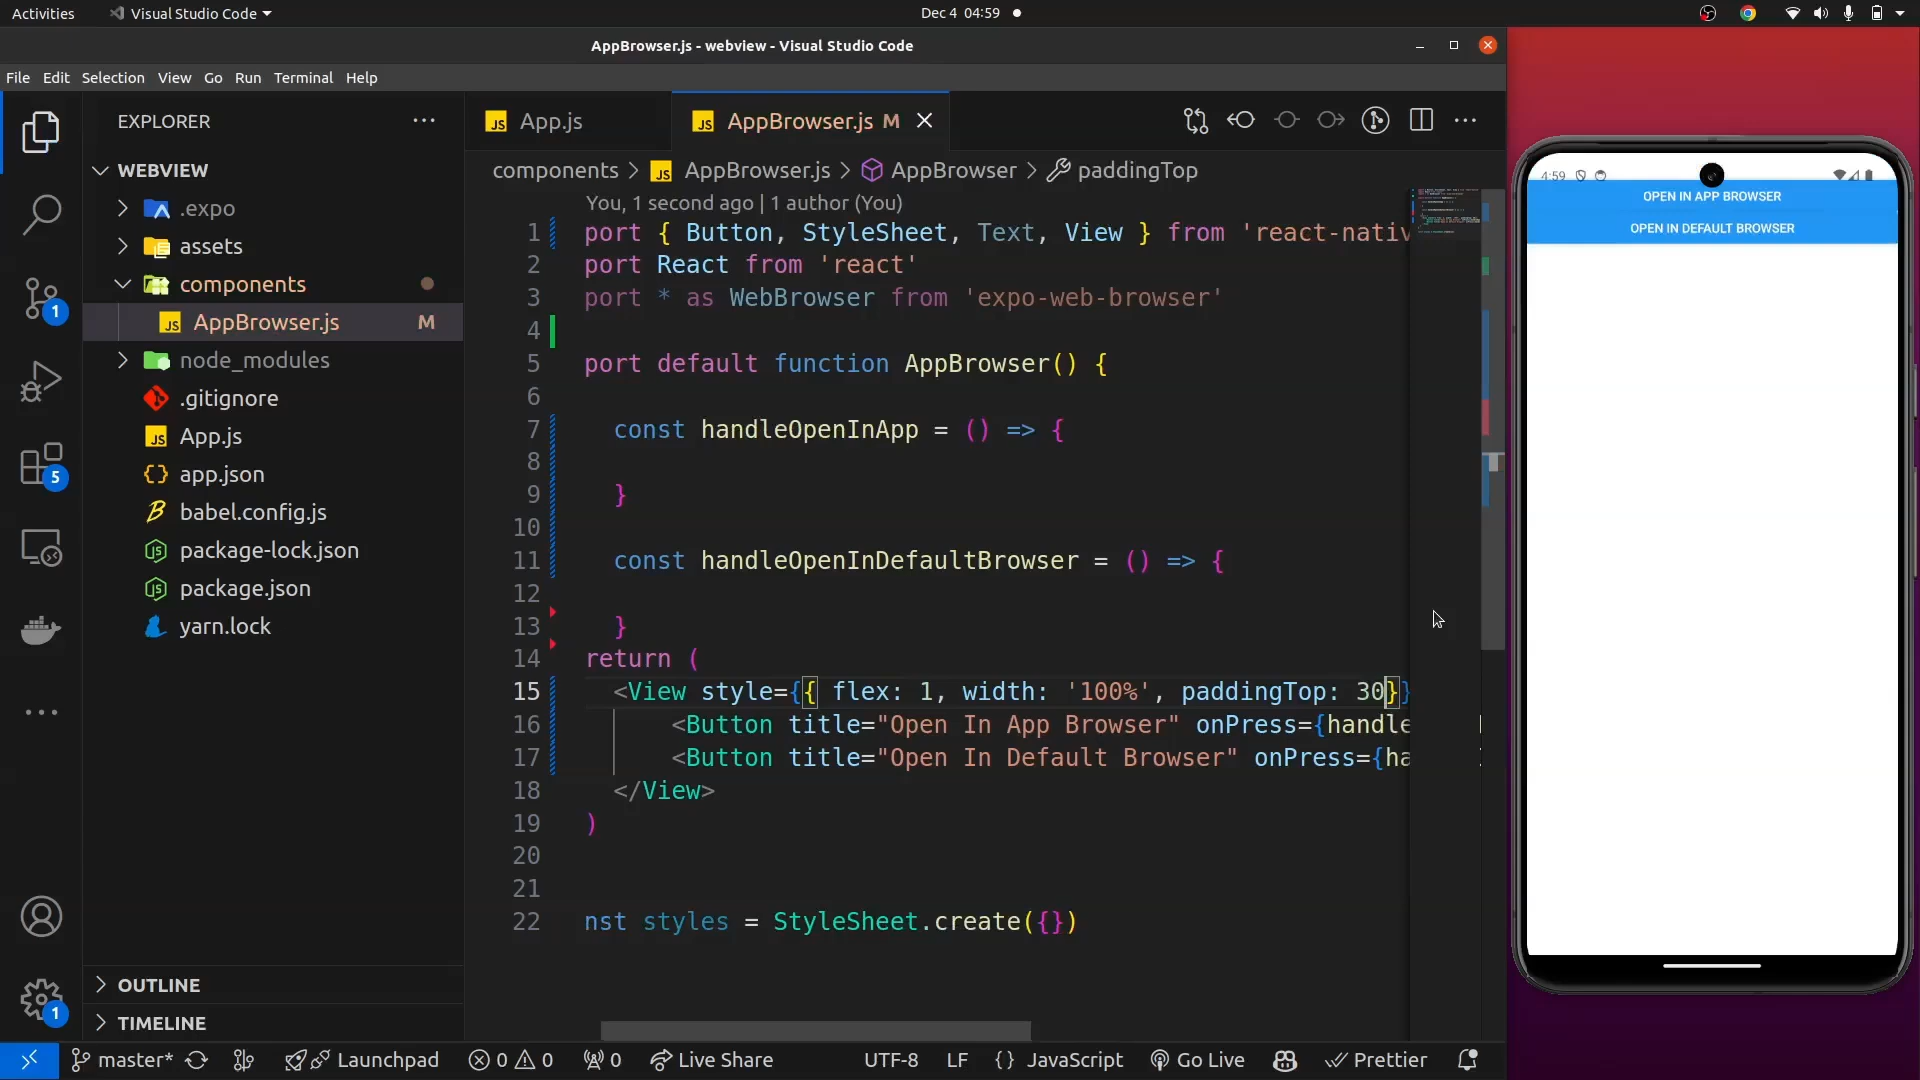 Activities
Visual Studio Code
Dec 4 04:59
AppBrowser.js - webview - Visual Studio Code
File Edit Selection View Go Run Terminal Help
EXPLORER
WEBVIEW
.expo
assets
components
AppBrowser.js M
node_modules
.gitignore
App.js
app.json
babel.config.js
package-lock.json
package.json
yarn.lock
OUTLINE
TIMELINE
1
5
1
App.js
AppBrowser.js M
components > AppBrowser.js > AppBrowser > paddingTop
You, 1 second ago | 1 author (You)
1 port { Button, StyleSheet, Text, View } from 'react-nativ
2 port React from 'react'
3 port * as WebBrowser from 'expo-web-browser'
4
5 port default function AppBrowser() {
6
7 const handleOpenInApp = () => {
8
9 }
10
11 const handleOpenInDefaultBrowser = () => {
12
13 }
14 return (
15 <View style={{ flex: 1, width: '100%', paddingTop: 30}}
16 <Button title="Open In App Browser" onPress={handle
17 <Button title="Open In Default Browser" onPress={ha
18 </View>
19 )
20
21
22 nst styles = StyleSheet.create({})
master* Launchpad 0 0 0 Live Share UTF-8 LF {} JavaScript Go Live Prettier
4:59
OPEN IN APP BROWSER
OPEN IN DEFAULT BROWSER